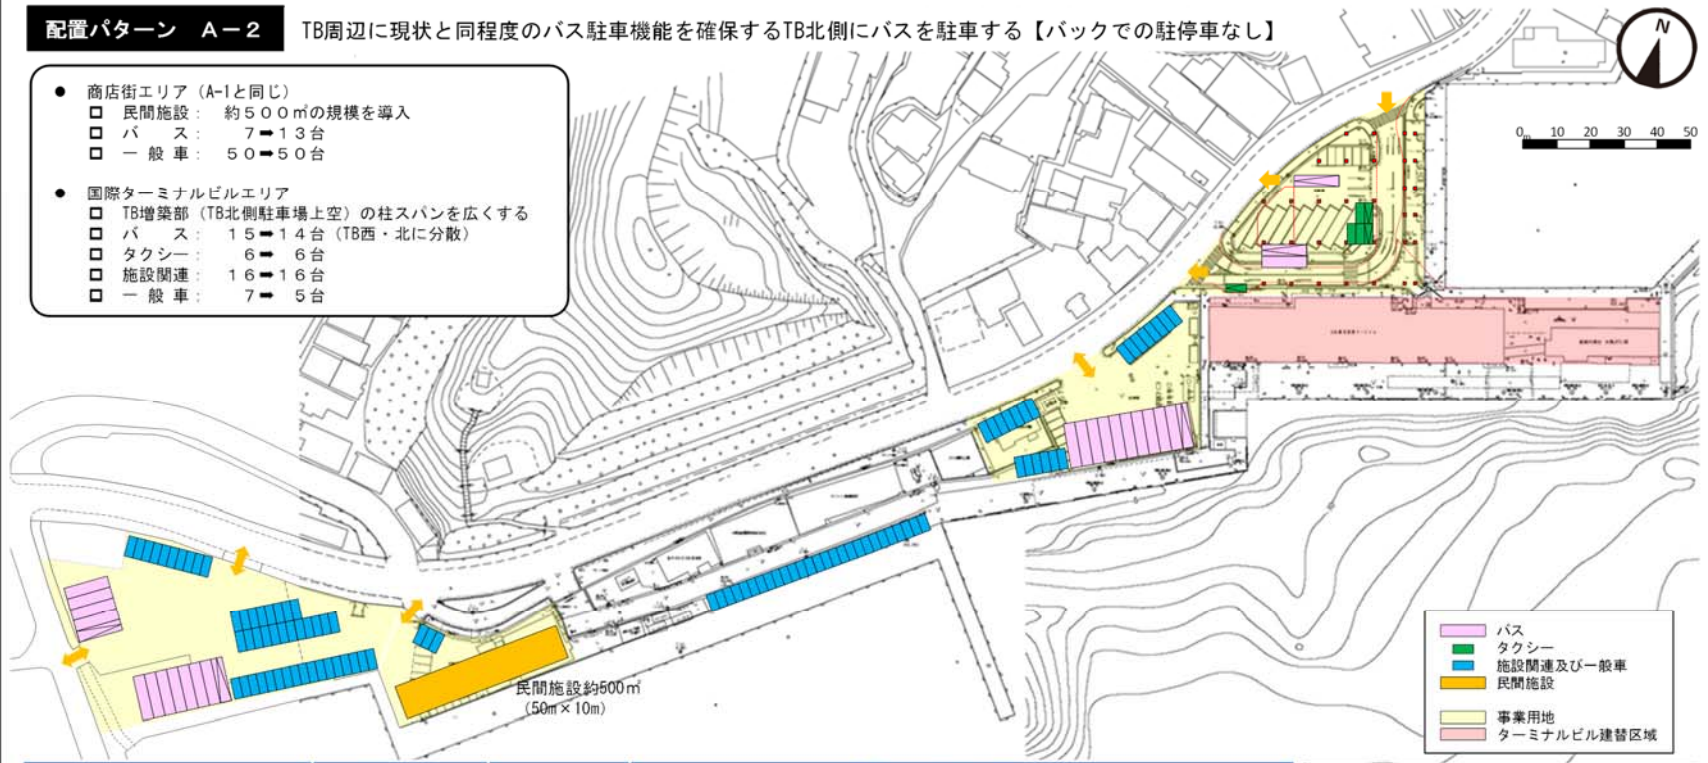 配置パターン　Ａ－２
TB周辺に現状と同程度のバス駐車機能を確保するTB北側にバスを駐車する【バックでの駐停車なし】
● 商店街エリア（A-1と同じ）
□ 民間施設： 約５００㎡の規模を導入
□ バ　　ス： ７➡１３台
□ 一 般 車： ５０➡５０台
● 国際ターミナルビルエリア
□ TB増築部（TB北側駐車場上空）の柱スパンを広くする
□ バ　　ス： １５➡１４台（TB西・北に分散）
□ タクシー： ６➡ ６台
□ 施設関連： １６➡１６台
□ 一 般 車： ７➡ ５台
N
0m 10 20 30 40 50
民間施設約500㎡
（50m×10m）
バス
タクシー
施設関連及び一般車
民間施設
事業用地
ターミナルビル建替区域